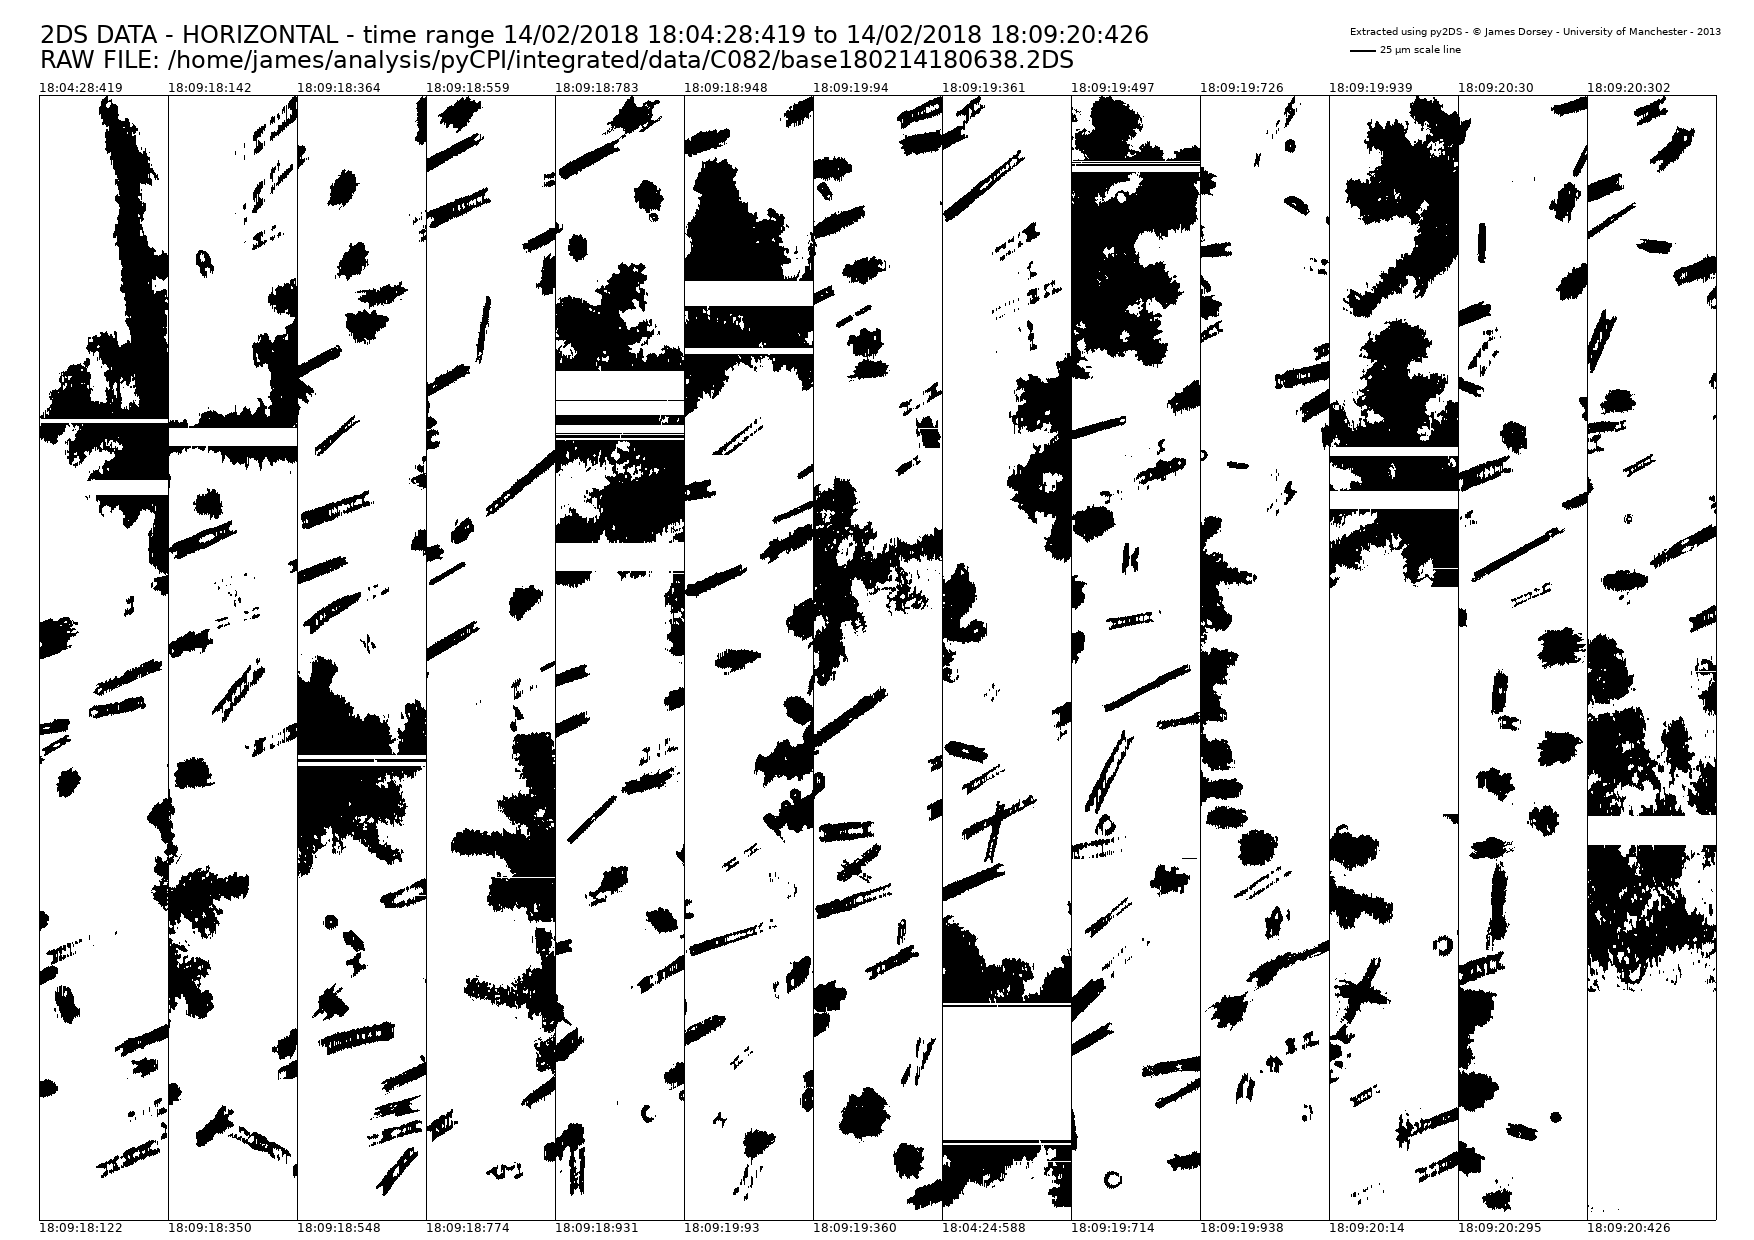 2DS DATA - HORIZONTAL - time range 14/02/2018 18:04:28:419 to 14/02/2018 18:09:20:426
RAW FILE: /home/james/analysis/pyCPI/integrated/data/C082/base180214180638.2DS
Extracted using py2DS - © James Dorsey - University of Manchester - 2013
25 µm scale line
18:04:28:419 18:09:18:142 18:09:18:364 18:09:18:559 18:09:18:783 18:09:18:948 18:09:19:94 18:09:19:361 18:09:19:497 18:09:19:726 18:09:19:939 18:09:20:30 18:09:20:302
18:09:18:122 18:09:18:350 18:09:18:548 18:09:18:774 18:09:18:931 18:09:19:93 18:09:19:360 18:04:24:588 18:09:19:714 18:09:19:938 18:09:20:14 18:09:20:295 18:09:20:426